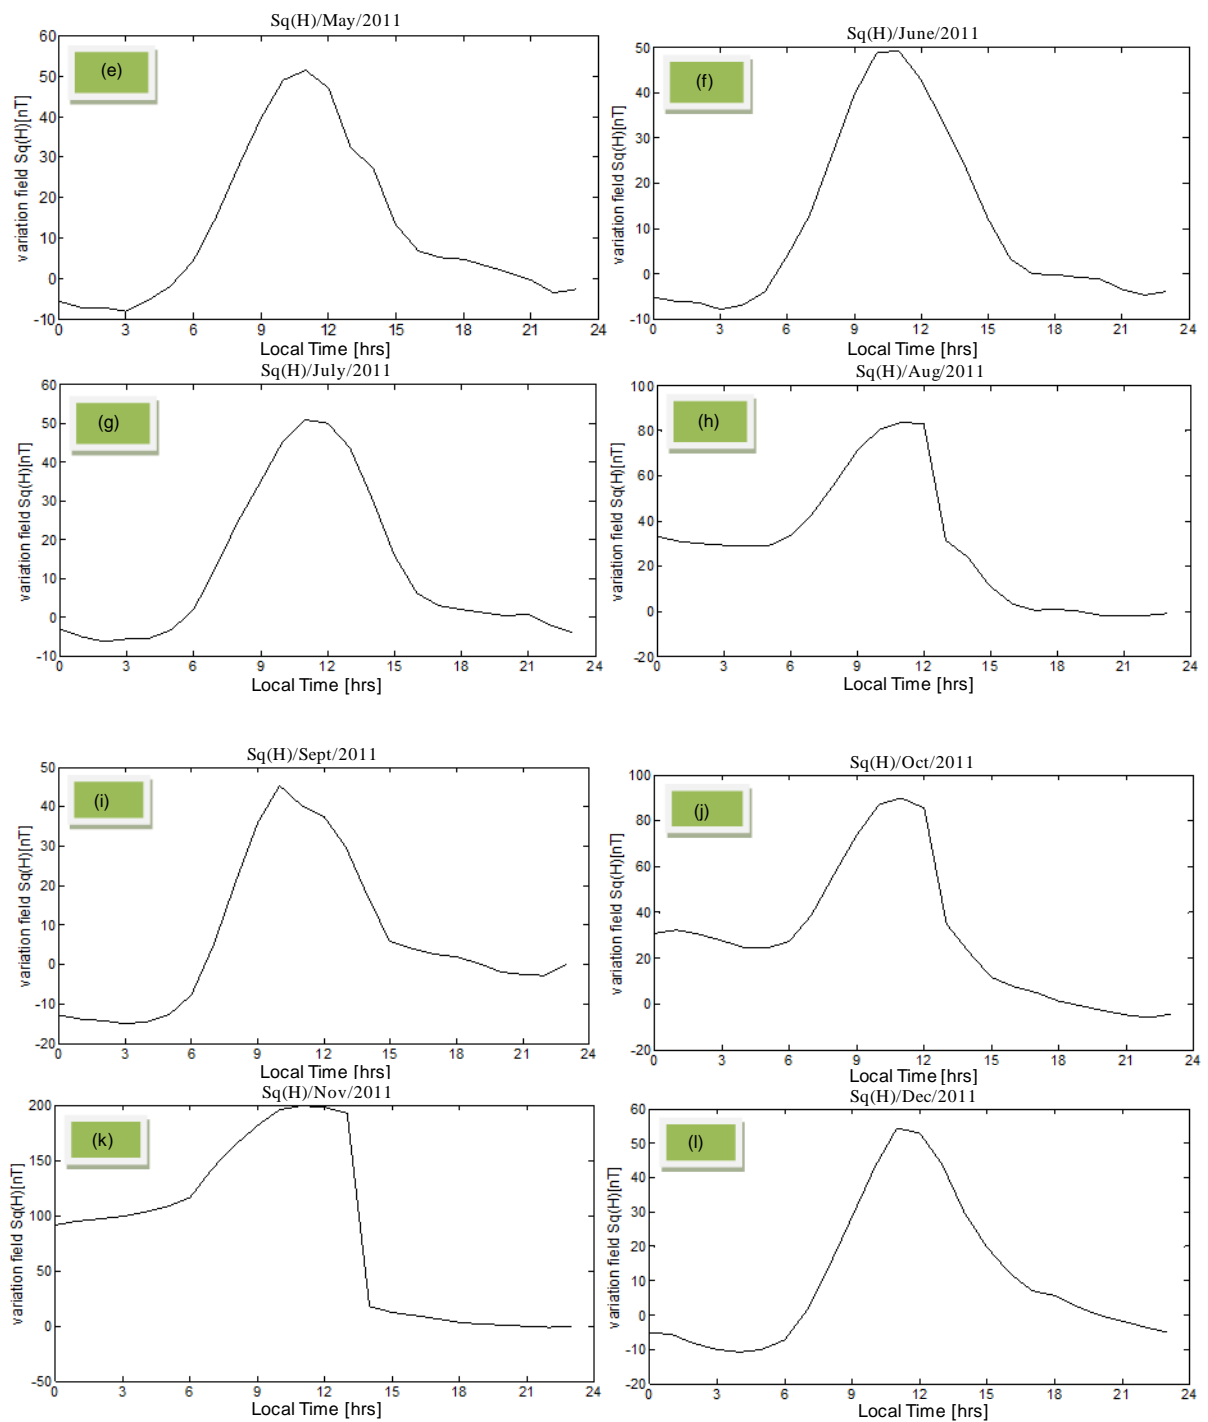 Sq(H)/May/2011
(e)
variation field Sq(H)[nT]
60
50
40
30
20
10
0
-10
0 3 6 9 12 15 18 21 24
Local Time [hrs]
Sq(H)/June/2011
(f)
variation field Sq(H)[nT]
50
40
30
20
10
0
-10
0 3 6 9 12 15 18 21 24
Local Time [hrs]
Sq(H)/July/2011
(g)
variation field Sq(H)[nT]
60
50
40
30
20
10
0
-10
0 3 6 9 12 15 18 21 24
Local Time [hrs]
Sq(H)/Aug/2011
(h)
variation field Sq(H)[nT]
100
80
60
40
20
0
-20
0 3 6 9 12 15 18 21 24
Local Time [hrs]
Sq(H)/Sept/2011
(i)
variation field Sq(H)[nT]
50
40
30
20
10
0
-10
-20
0 3 6 9 12 15 18 21 24
Local Time [hrs]
Sq(H)/Oct/2011
(j)
variation field Sq(H)[nT]
100
80
60
40
20
0
-20
0 3 6 9 12 15 18 21 24
Local Time [hrs]
Sq(H)/Nov/2011
(k)
variation field Sq(H)[nT]
200
150
100
50
0
-50
0 3 6 9 12 15 18 21 24
Local Time [hrs]
Sq(H)/Dec/2011
(l)
variation field Sq(H)[nT]
60
50
40
30
20
10
0
-10
-20
0 3 6 9 12 15 18 21 24
Local Time [hrs]